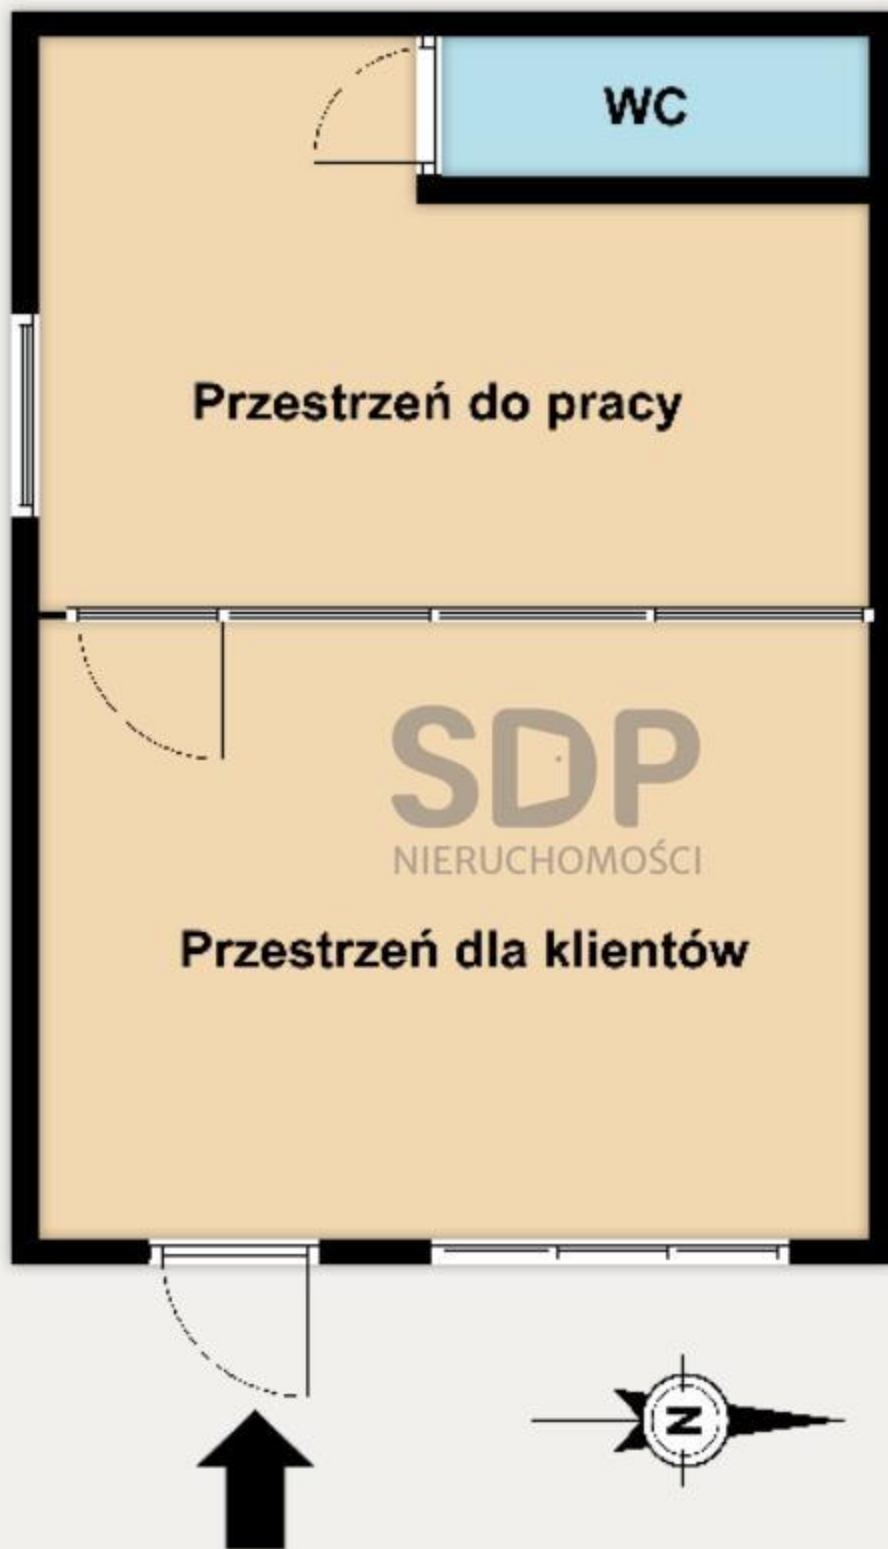 WC
Przestrzeń do pracy
SDP
NIERUCHOMOŚCI
Przestrzeń dla klientów
N